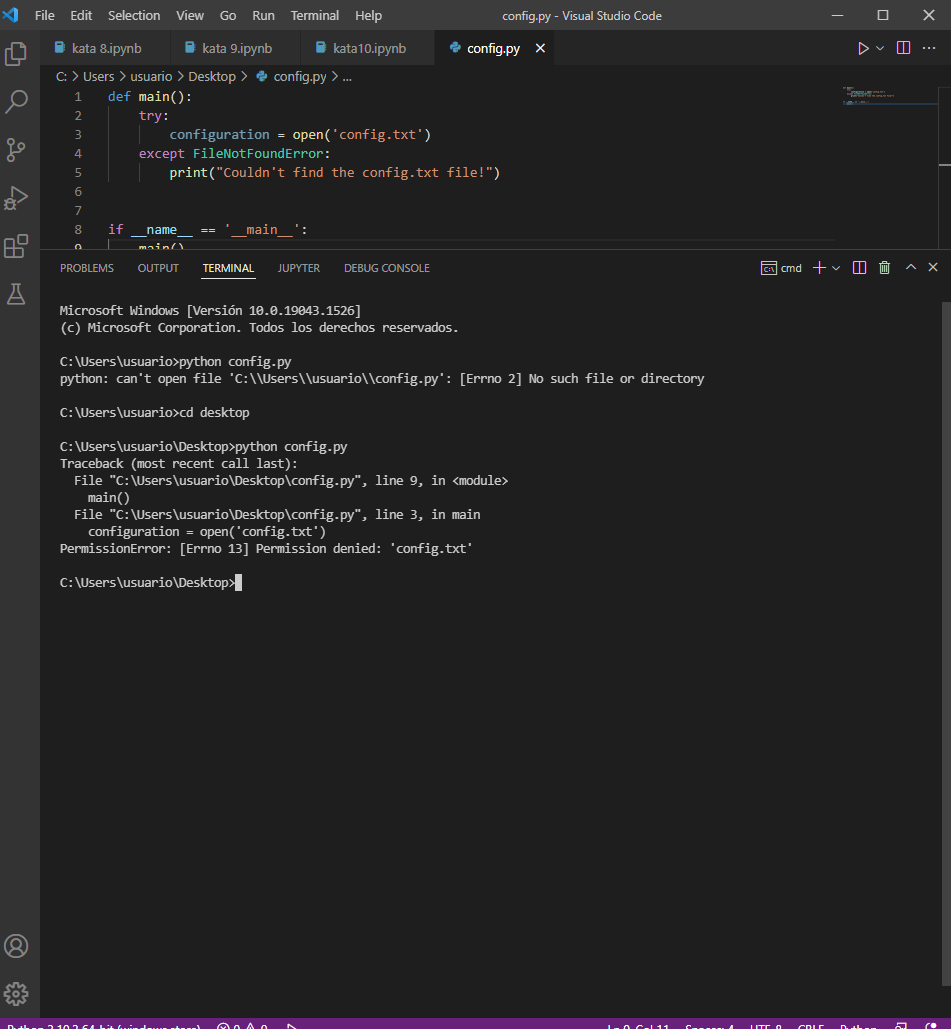 File Edit Selection View Go Run Terminal Help config.py - Visual Studio Code
kata 8.ipynb kata 9.ipynb kata10.ipynb config.py
C: > Users > usuario > Desktop > config.py > ...
1 def main():
2 try:
3 configuration = open('config.txt')
4 except FileNotFoundError:
5 print("Couldn't find the config.txt file!")
6
7
8 if __name__ == '__main__':
9 main()
PROBLEMS OUTPUT TERMINAL JUPYTER DEBUG CONSOLE cmd
Microsoft Windows [Versión 10.0.19043.1526]
(c) Microsoft Corporation. Todos los derechos reservados.
C:\Users\usuario>python config.py
python: can't open file 'C:\\Users\\usuario\\config.py': [Errno 2] No such file or directory
C:\Users\usuario>cd desktop
C:\Users\usuario\Desktop>python config.py
Traceback (most recent call last):
File "C:\Users\usuario\Desktop\config.py", line 9, in <module>
main()
File "C:\Users\usuario\Desktop\config.py", line 3, in main
configuration = open('config.txt')
PermissionError: [Errno 13] Permission denied: 'config.txt'
C:\Users\usuario\Desktop>
Python 3.10.2 64-bit (windows store) 0 0 Ln 9, Col 11 Spaces: 4 UTF-8 CRLF Python